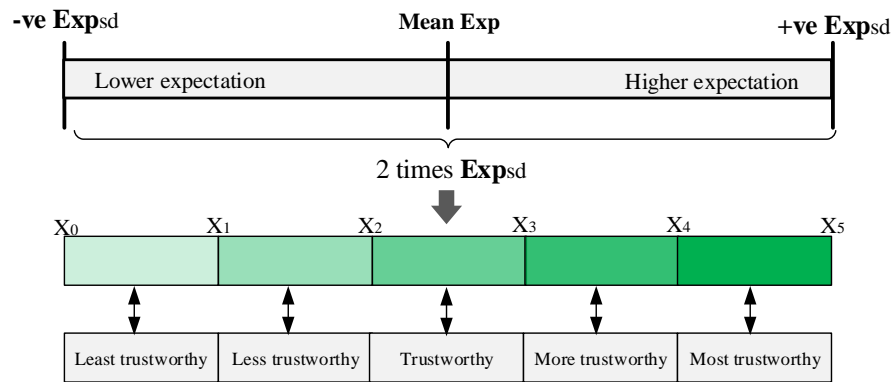 -ve Expsd
Mean Exp
+ve Expsd
Lower expectation
Higher expectation
2 times Expsd
X0 X1 X2 X3 X4 X5
Least trustworthy
Less trustworthy
Trustworthy
More trustworthy
Most trustworthy